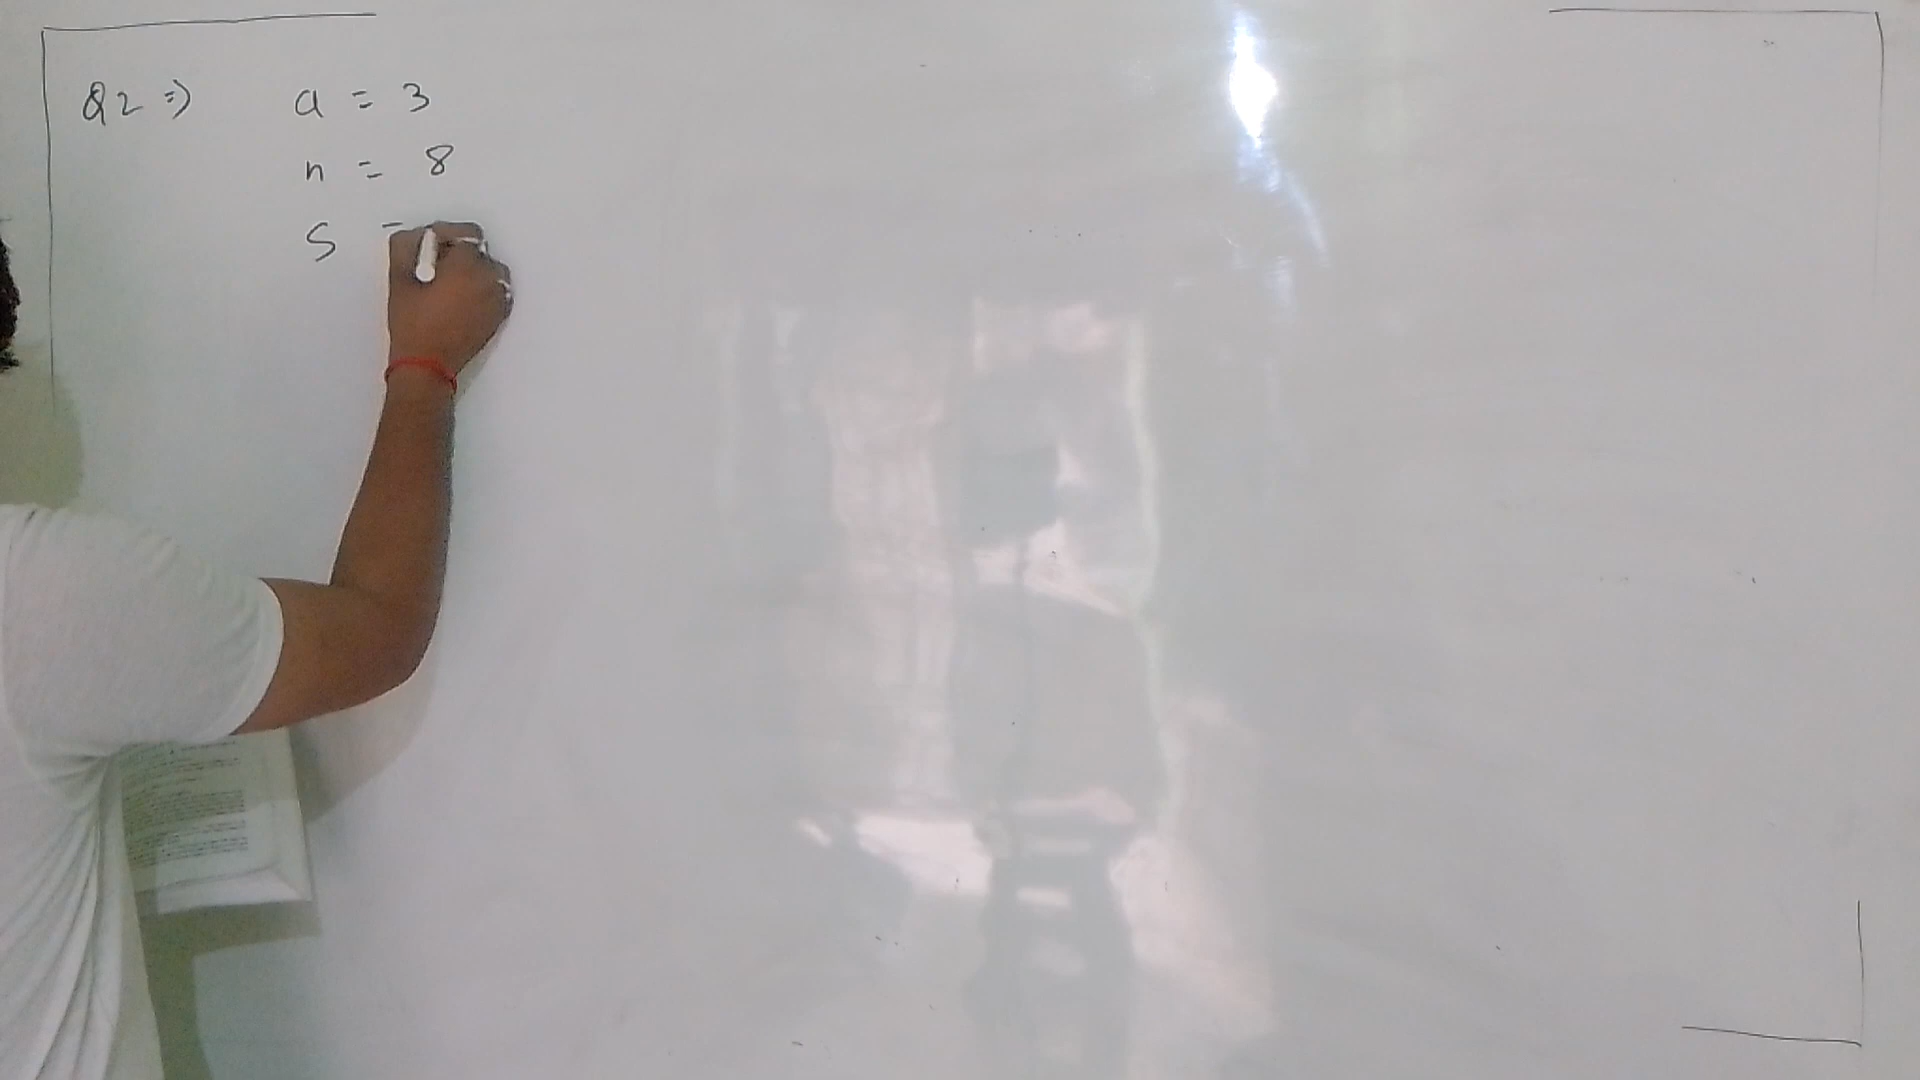 Q2 => a = 3
n = 8
S =